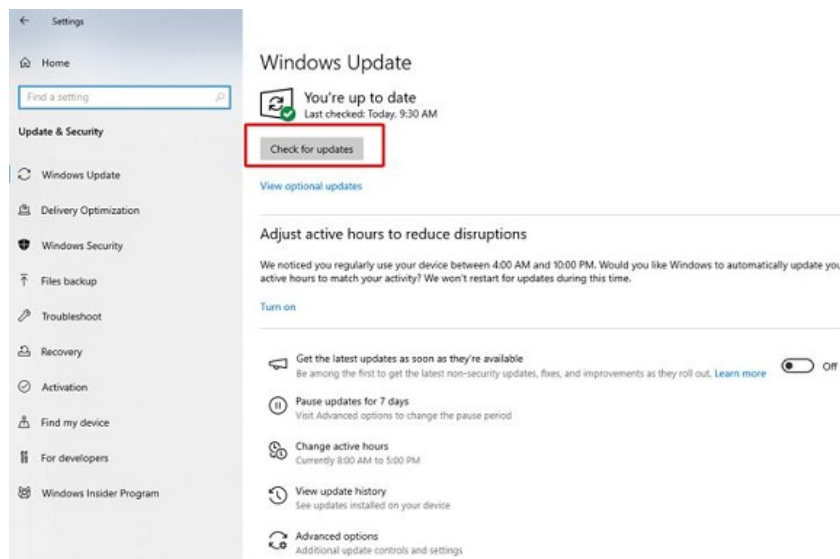 Settings
Home
Find a setting
Update & Security
Windows Update
Delivery Optimization
Windows Security
Files backup
Troubleshoot
Recovery
Activation
Find my device
For developers
Windows Insider Program
Windows Update
You're up to date
Last checked: Today, 9:30 AM
Check for updates
View optional updates
Adjust active hours to reduce disruptions
We noticed you regularly use your device between 4:00 AM and 10:00 PM. Would you like Windows to automatically update you
active hours to match your activity? We won't restart for updates during this time.
Turn on
Get the latest updates as soon as they're available
Be among the first to get the latest non-security updates, fixes, and improvements as they roll out. Learn more
Off
Pause updates for 7 days
Visit Advanced options to change the pause period
Change active hours
Currently 8:00 AM to 5:00 PM
View update history
See updates installed on your device
Advanced options
Additional update controls and settings